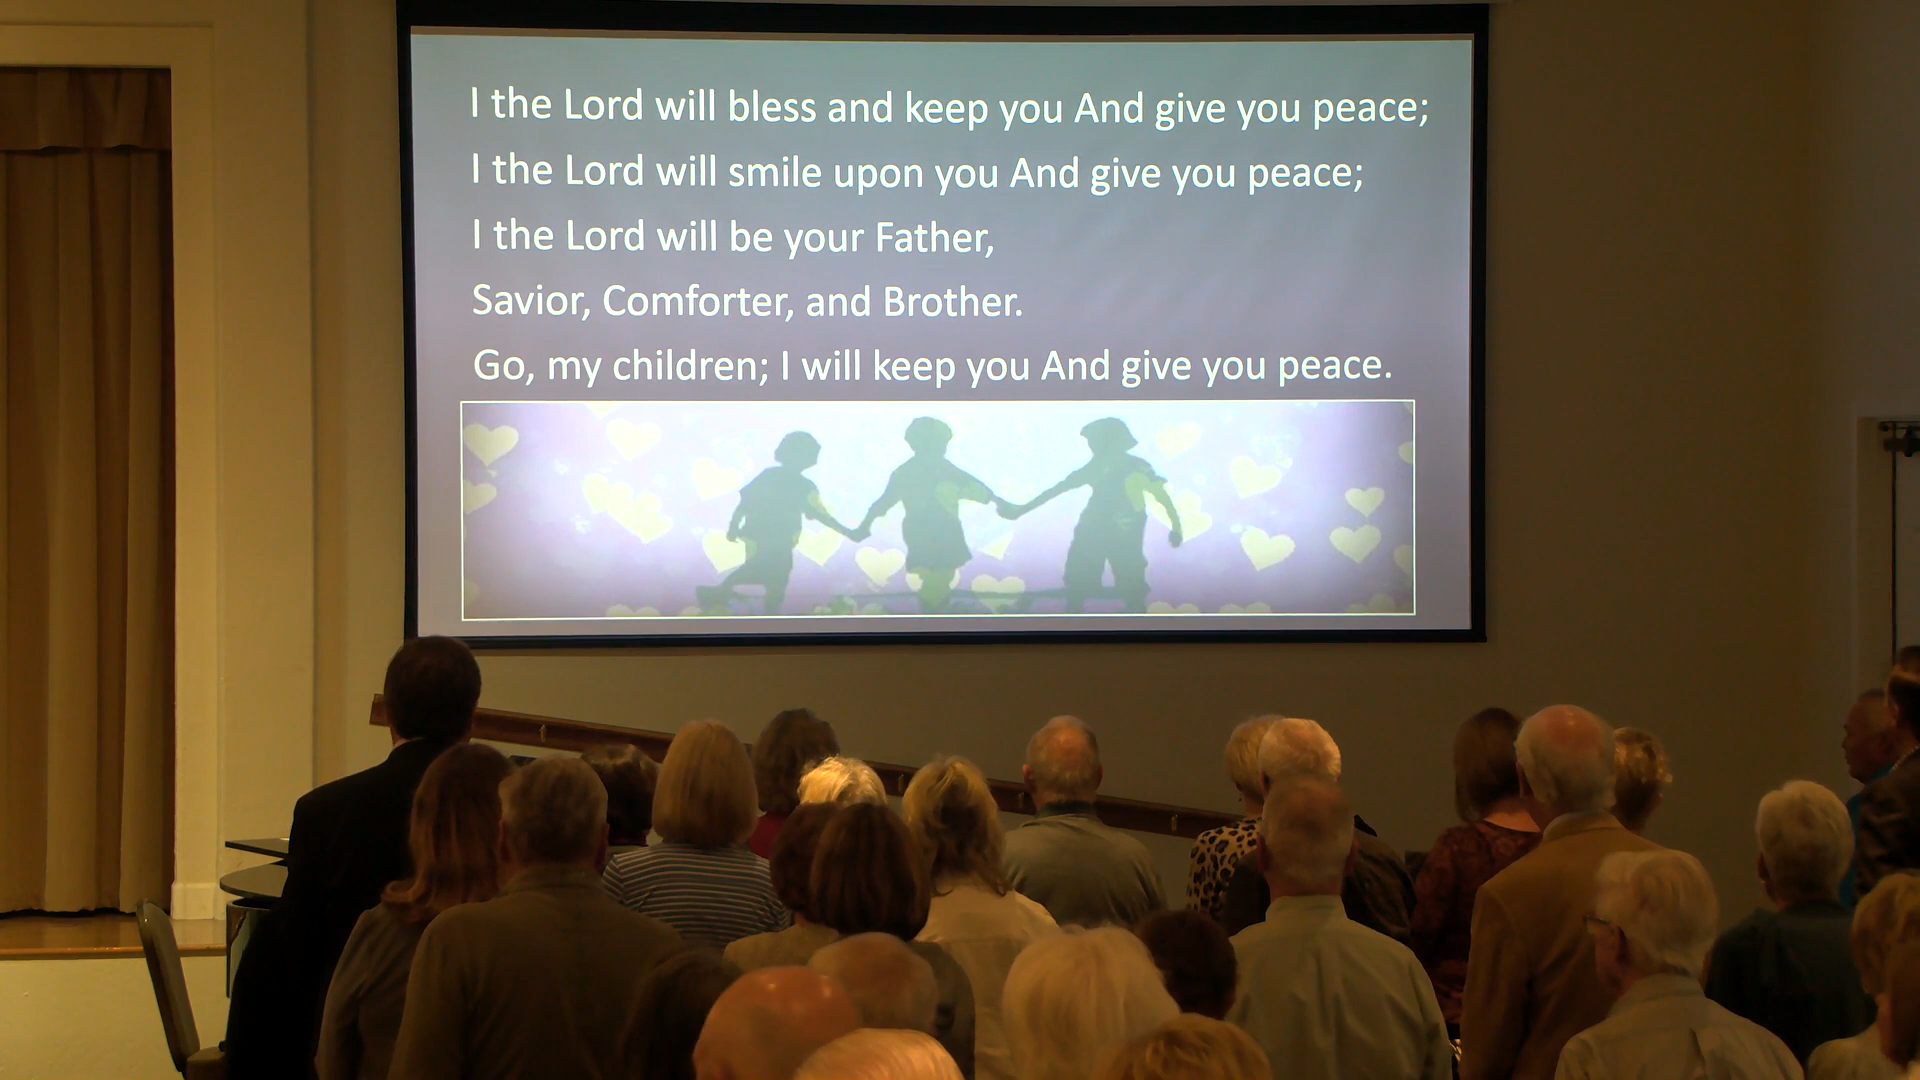 I the Lord will bless and keep you And give you peace;
I the Lord will smile upon you And give you peace;
I the Lord will be your Father,
Savior, Comforter, and Brother.
Go, my children; I will keep you And give you peace.